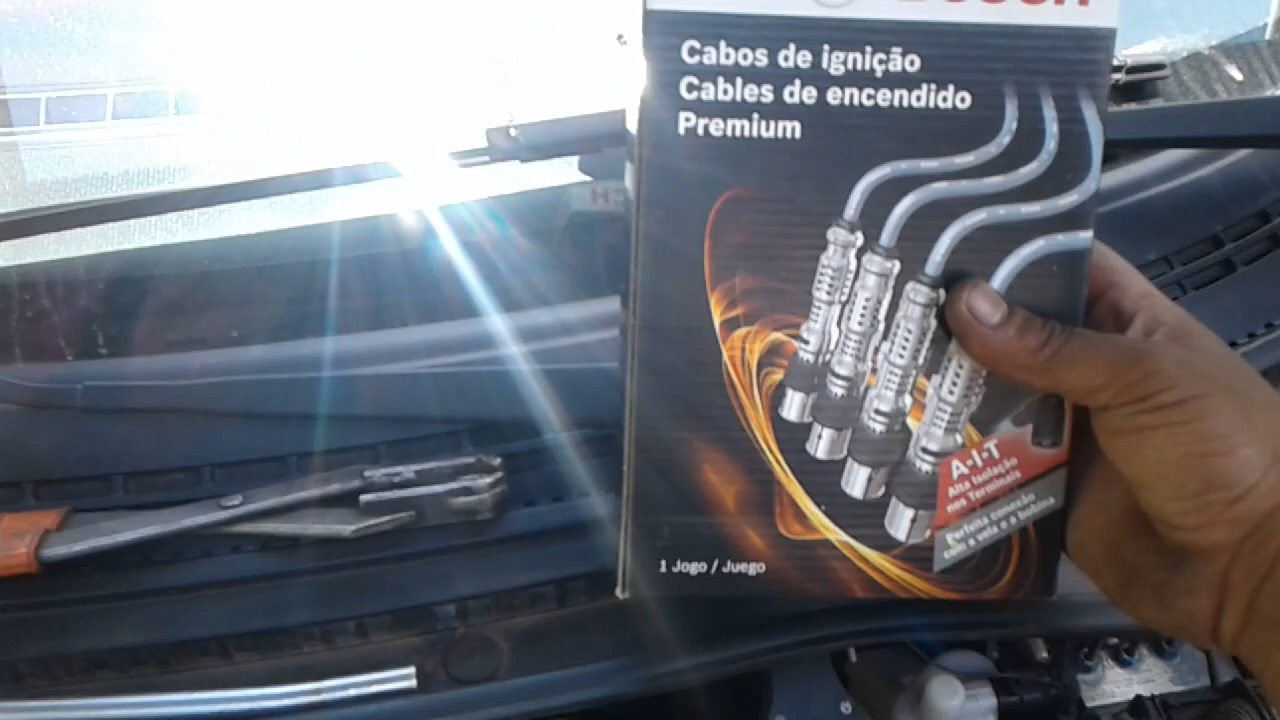 Cabos de ignição
Cables de encendido
Premium
A-I-T
Alta Isolação
nos Terminais
Perfeita conexão
com a vela e a bobina
1 Jogo / Juego